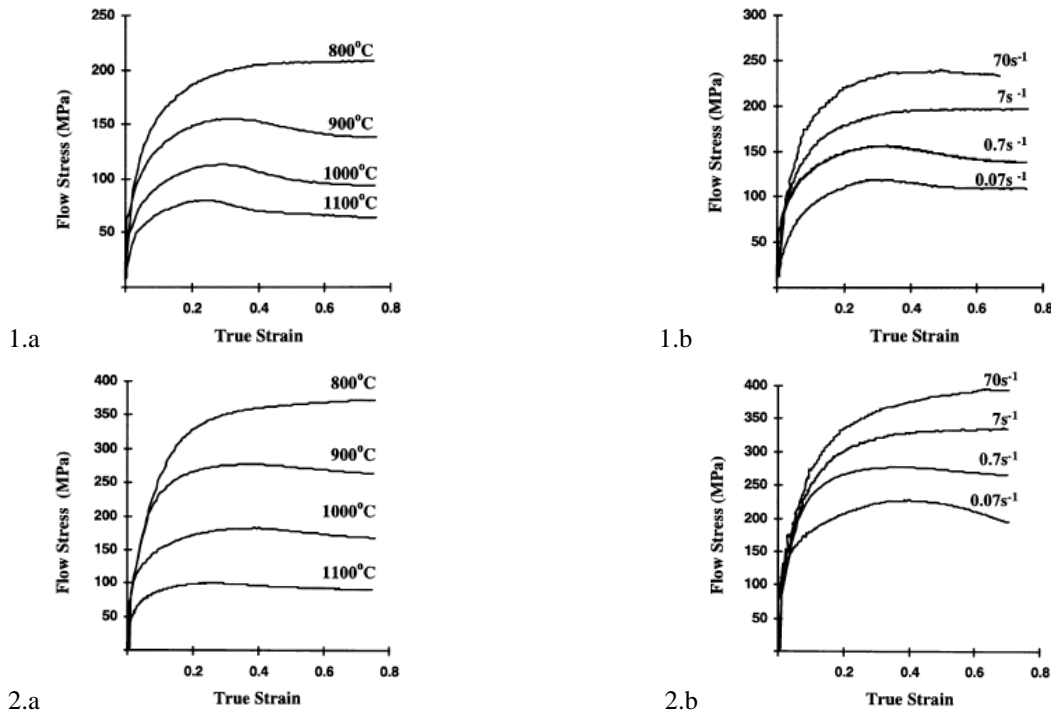 250
200
150
100
50
Flow Stress (MPa)
800°C
900°C
1000°C
1100°C
0.2 0.4 0.6 0.8
True Strain
1.a
300
250
200
150
100
50
Flow Stress (MPa)
70s⁻¹
7s ⁻¹
0.7s ⁻¹
0.07s ⁻¹
0.2 0.4 0.6 0.8
True Strain
1.b
400
350
300
250
200
150
100
50
Flow Stress (MPa)
800°C
900°C
1000°C
1100°C
0.2 0.4 0.6 0.8
True Strain
2.a
400
350
300
250
200
150
100
50
Flow Stress (MPa)
70s⁻¹
7s⁻¹
0.7s⁻¹
0.07s⁻¹
0.2 0.4 0.6 0.8
True Strain
2.b